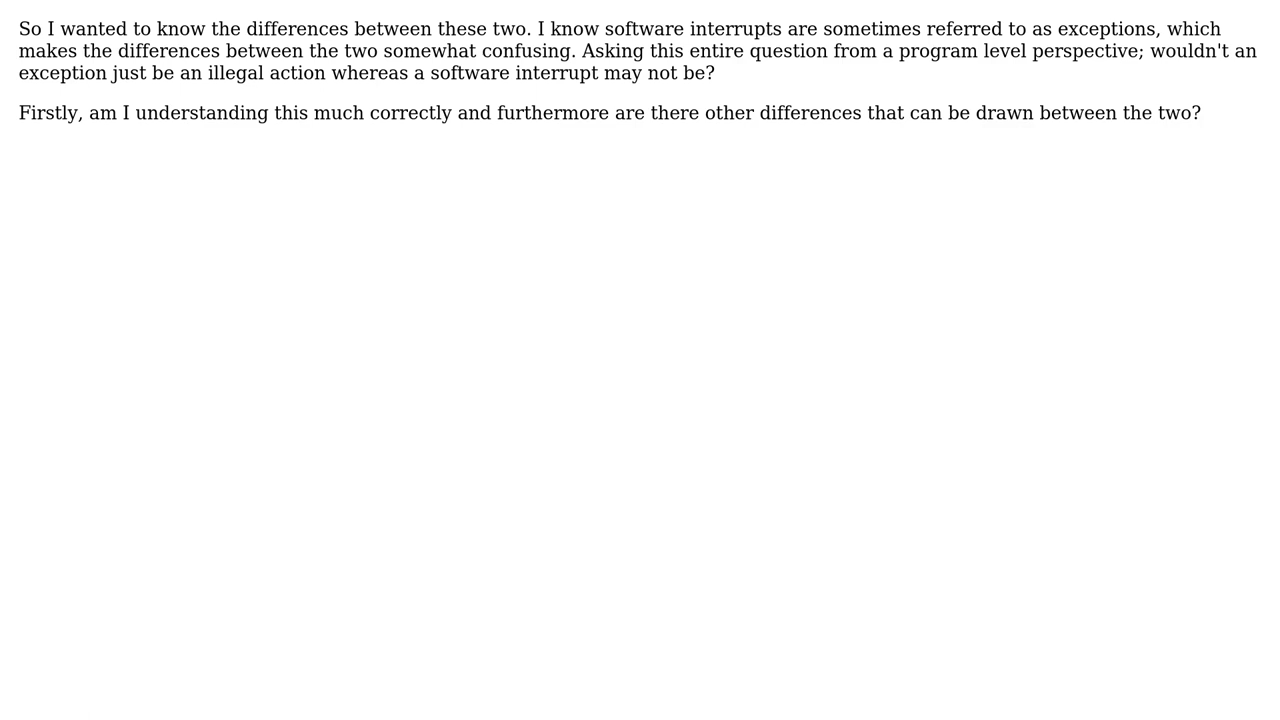 So I wanted to know the differences between these two. I know software interrupts are sometimes referred to as exceptions, which
makes the differences between the two somewhat confusing. Asking this entire question from a program level perspective; wouldn't an
exception just be an illegal action whereas a software interrupt may not be?
Firstly, am I understanding this much correctly and furthermore are there other differences that can be drawn between the two?